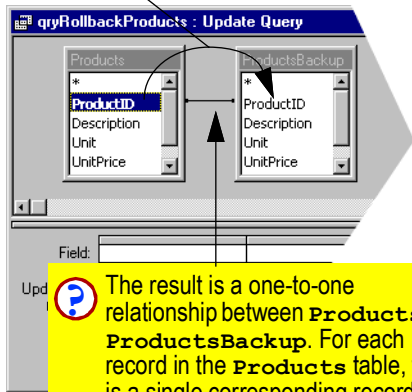 qryRollbackProducts : Update Query
Products
*
ProductID
Description
Unit
UnitPrice
ProductsBackup
*
ProductID
Description
Unit
UnitPrice
Field:
Upd
The result is a one-to-one
relationship between Products
ProductsBackup. For each
record in the Products table,
is a single corresponding record